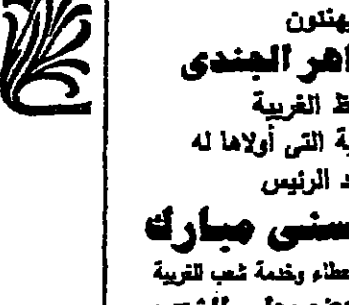 يهنئون
اهر الجندى
ظ الغربية
ية التى أولاها له
د الرئيس
سنى مبارك
عطاء وخدمة شعب الغربية